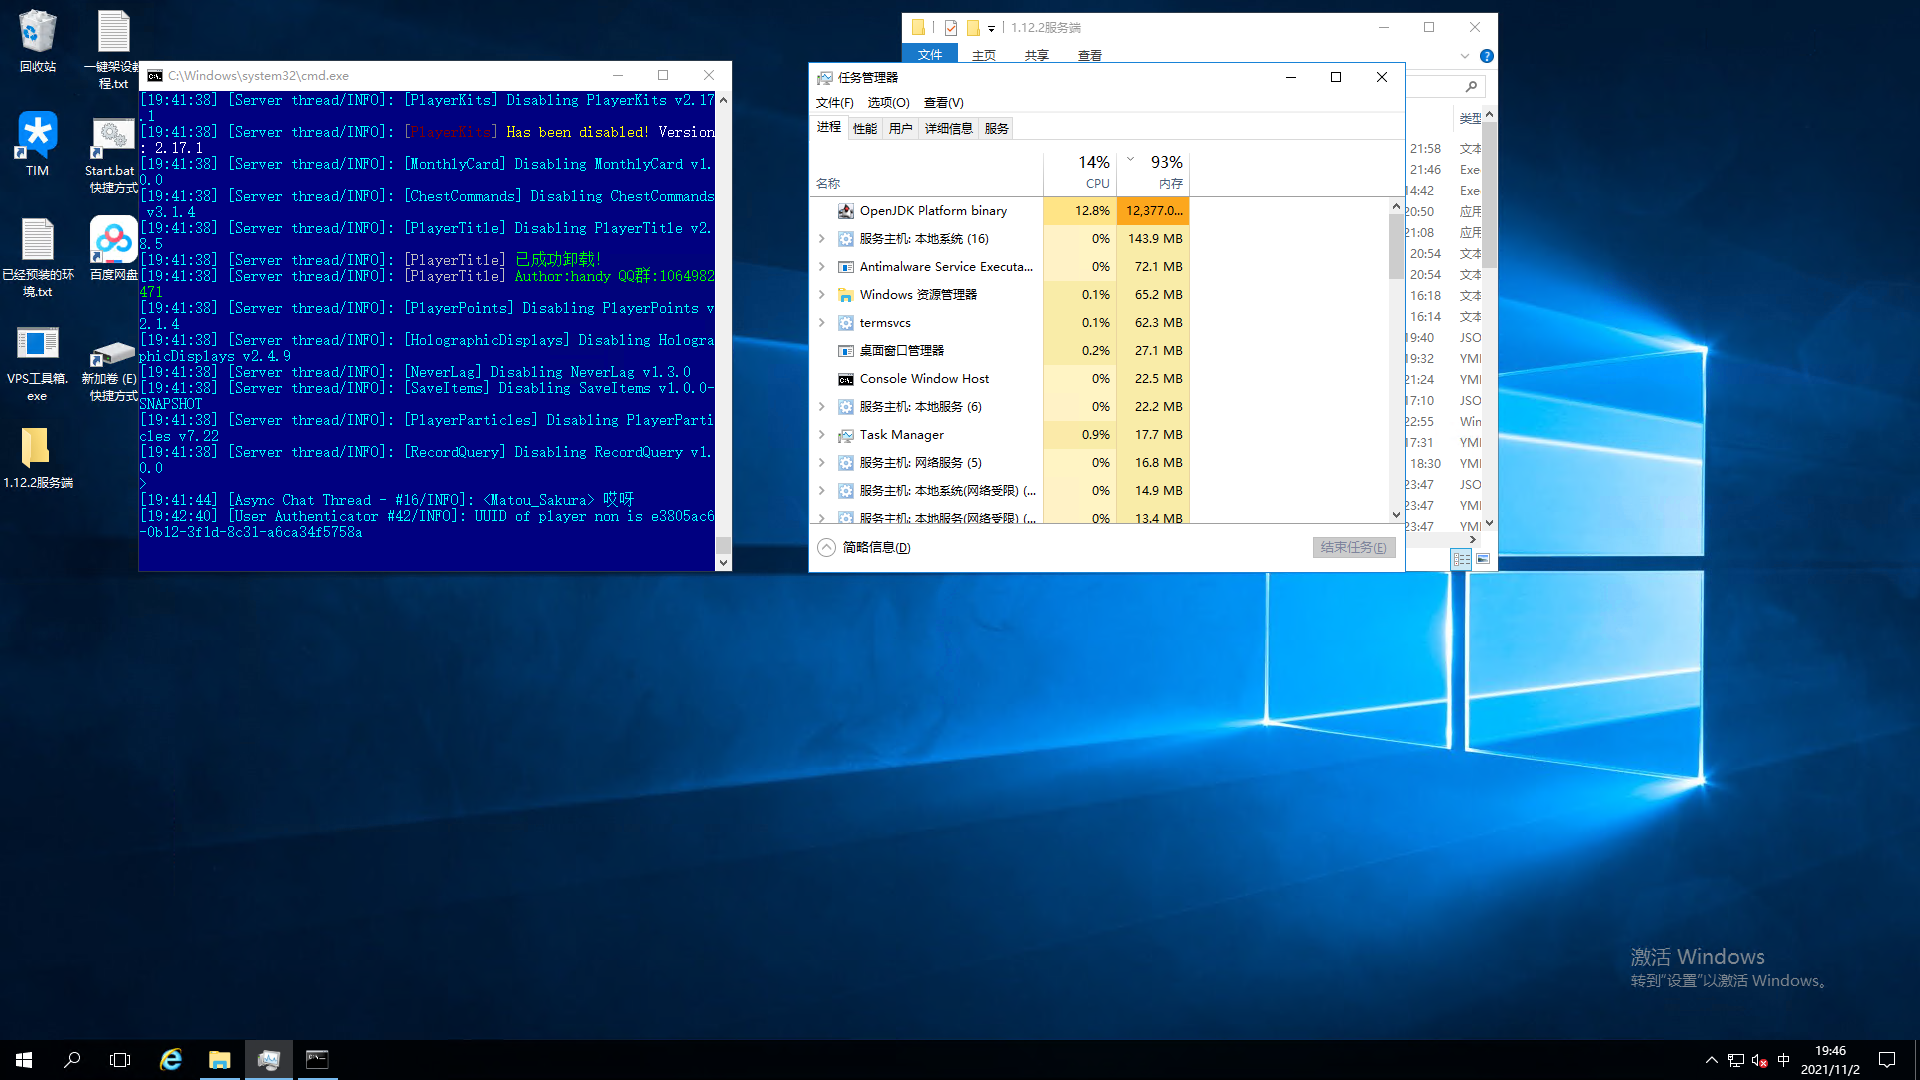 回收站
一键架设教
程.txt
TIM
Start.bat
快捷方式
已经预装的环
境.txt
百度网盘
VPS工具箱.
exe
新加卷 (E)
快捷方式
1.12.2服务端
C:\Windows\system32\cmd.exe
[19:41:38] [Server thread/INFO]: [PlayerKits] Disabling PlayerKits v2.17
.1
[19:41:38] [Server thread/INFO]: [PlayerKits] Has been disabled! Version
: 2.17.1
[19:41:38] [Server thread/INFO]: [MonthlyCard] Disabling MonthlyCard v1.
0.0
[19:41:38] [Server thread/INFO]: [ChestCommands] Disabling ChestCommands
 v3.1.4
[19:41:38] [Server thread/INFO]: [PlayerTitle] Disabling PlayerTitle v2.
8.5
[19:41:38] [Server thread/INFO]: [PlayerTitle] 已成功卸载!
[19:41:38] [Server thread/INFO]: [PlayerTitle] Author:handy QQ群:1064982
471
[19:41:38] [Server thread/INFO]: [PlayerPoints] Disabling PlayerPoints v
2.1.4
[19:41:38] [Server thread/INFO]: [HolographicDisplays] Disabling Hologra
phicDisplays v2.4.9
[19:41:38] [Server thread/INFO]: [NeverLag] Disabling NeverLag v1.3.0
[19:41:38] [Server thread/INFO]: [SaveItems] Disabling SaveItems v1.0.0-
SNAPSHOT
[19:41:38] [Server thread/INFO]: [PlayerParticles] Disabling PlayerParti
cles v7.22
[19:41:38] [Server thread/INFO]: [RecordQuery] Disabling RecordQuery v1.
0.0
>
[19:41:44] [Async Chat Thread - #16/INFO]: <Matou_Sakura> 哎呀
[19:42:40] [User Authenticator #42/INFO]: UUID of player non is e3805ac6
-0b12-3f1d-8c31-a6ca34f5758a
1.12.2服务端
文件 主页 共享 查看
任务管理器
文件(F) 选项(O) 查看(V)
进程 性能 用户 详细信息 服务
14% 93%
名称 CPU 内存
OpenJDK Platform binary 12.8% 12,377.0...
服务主机: 本地系统 (16) 0% 143.9 MB
Antimalware Service Executa... 0% 72.1 MB
Windows 资源管理器 0.1% 65.2 MB
termsvcs 0.1% 62.3 MB
桌面窗口管理器 0.2% 27.1 MB
Console Window Host 0% 22.5 MB
服务主机: 本地服务 (6) 0% 22.2 MB
Task Manager 0.9% 17.7 MB
服务主机: 网络服务 (5) 0% 16.8 MB
服务主机: 本地系统(网络受限) (... 0% 14.9 MB
服务主机: 本地服务(网络受限) (... 0% 13.4 MB
简略信息(D) 结束任务(E)
类型
21:58 文本
21:46 Exe
14:42 Exe
20:50 应用
21:08 应用
20:54 文本
20:54 文本
16:18 文本
16:14 文本
19:40 JSO
19:32 YMI
21:24 YMI
17:10 JSO
22:55 Win
17:31 YMI
18:30 YMI
23:47 JSO
23:47 YMI
23:47 YMI
激活 Windows
转到"设置"以激活 Windows。
中
19:46
2021/11/2